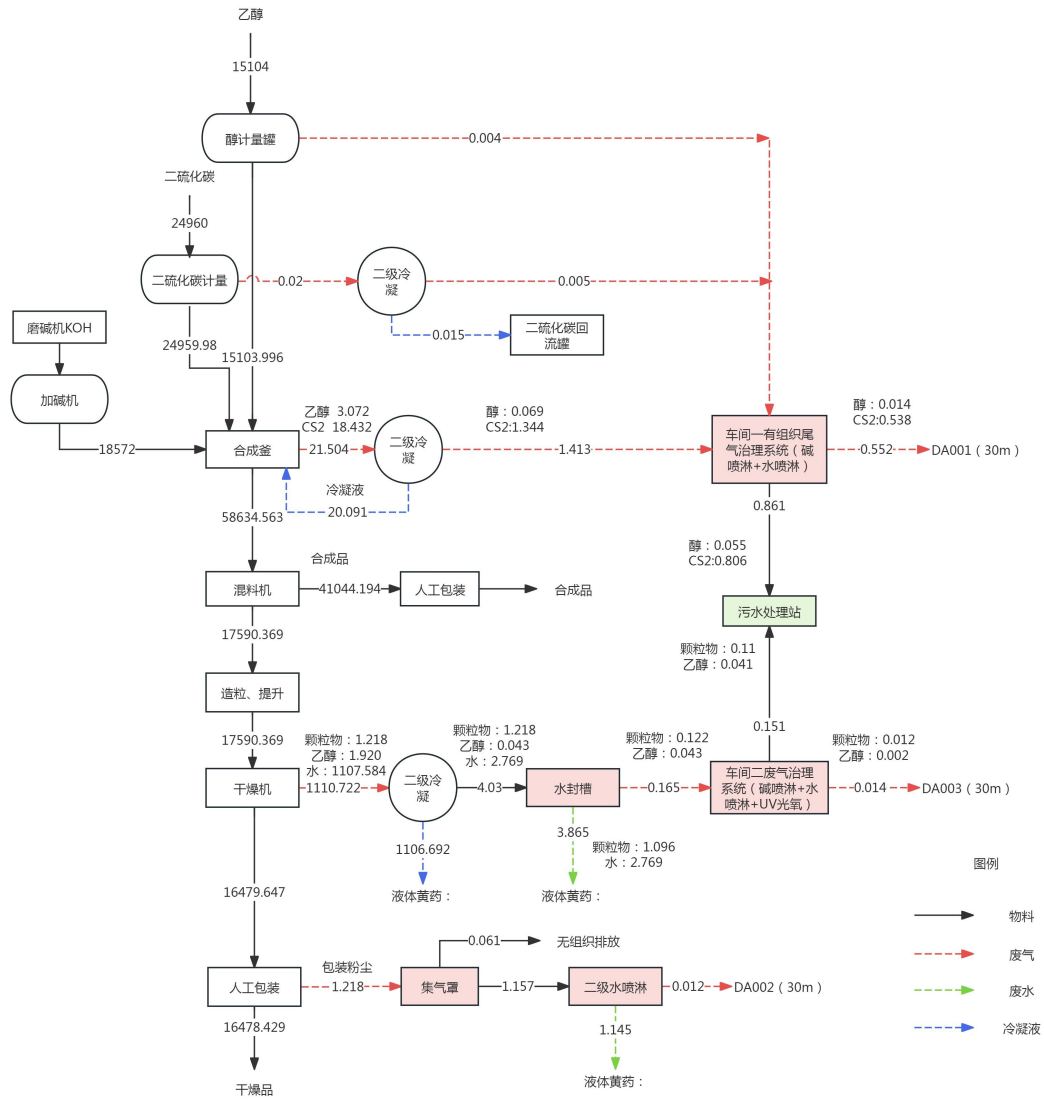 乙醇
15104
醇计量罐
0.004
二硫化碳
24960
二硫化碳计量
0.02
二级冷
凝
0.005
0.015
二硫化碳回
流罐
磨碱机KOH
24959.98
15103.996
加碱机
18572
合成釜
乙醇 3.072
CS2 18.432
21.504
二级冷
凝
醇：0.069
CS2:1.344
1.413
车间一有组织尾
气治理系统（碱
喷淋+水喷淋）
醇：0.014
CS2:0.538
0.552
DA001（30m）
冷凝液
20.091
58634.563
0.861
醇：0.055
CS2:0.806
合成品
混料机
41044.194
人工包装
合成品
污水处理站
17590.369
颗粒物：0.11
乙醇：0.041
造粒、提升
0.151
17590.369
颗粒物：1.218
乙醇：1.920
水：1107.584
1110.722
干燥机
二级冷
凝
颗粒物：1.218
乙醇：0.043
水：2.769
4.03
水封槽
颗粒物：0.122
乙醇：0.043
0.165
车间二废气治理
系统（碱喷淋+水
喷淋+UV光氧）
颗粒物：0.012
乙醇：0.002
0.014
DA003（30m）
1106.692
液体黄药：
3.865
颗粒物：1.096
水：2.769
液体黄药：
16479.647
图例
物料
废气
废水
冷凝液
0.061
无组织排放
人工包装
包装粉尘
1.218
集气罩
1.157
二级水喷淋
0.012
DA002（30m）
16478.429
1.145
液体黄药：
干燥品